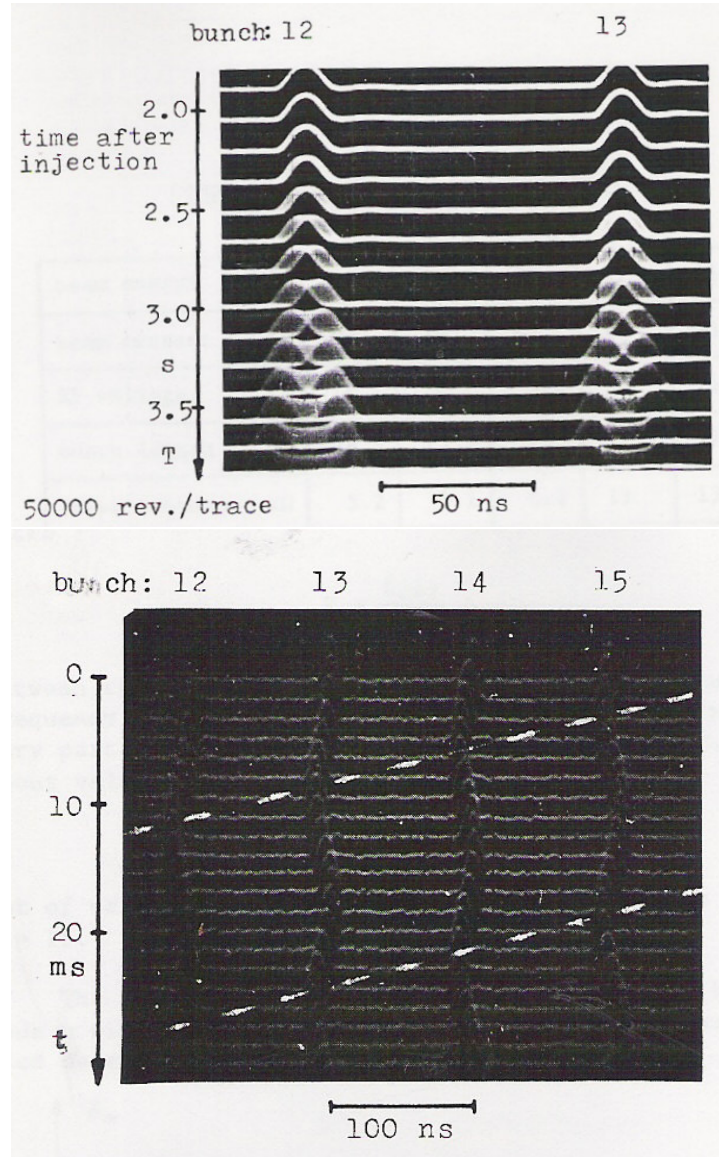 bunch: 12 13
2.0
time after
injection
2.5
3.0
s
3.5
T
50000 rev./trace
50 ns
bunch: 12 13 14 15
0
10
20
ms
t
100 ns